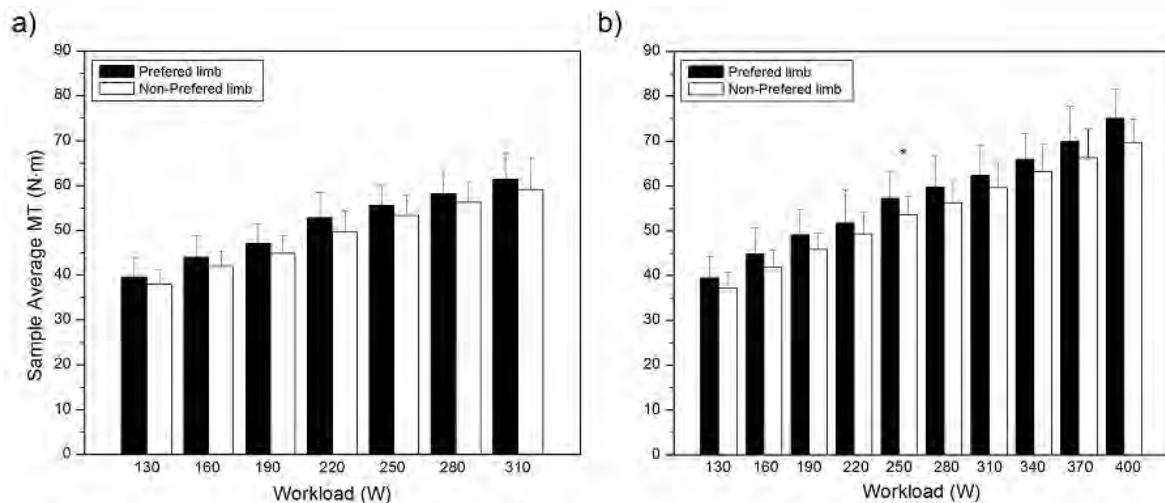 a)
90
80
70
60
50
40
30
20
10
0
Sample Average MT (N·m)
Prefered limb
Non-Prefered limb
130 160 190 220 250 280 310
Workload (W)
b)
90
80
70
60
50
40
30
20
10
0
Prefered limb
Non-Prefered limb
*
130 160 190 220 250 280 310 340 370 400
Workload (W)